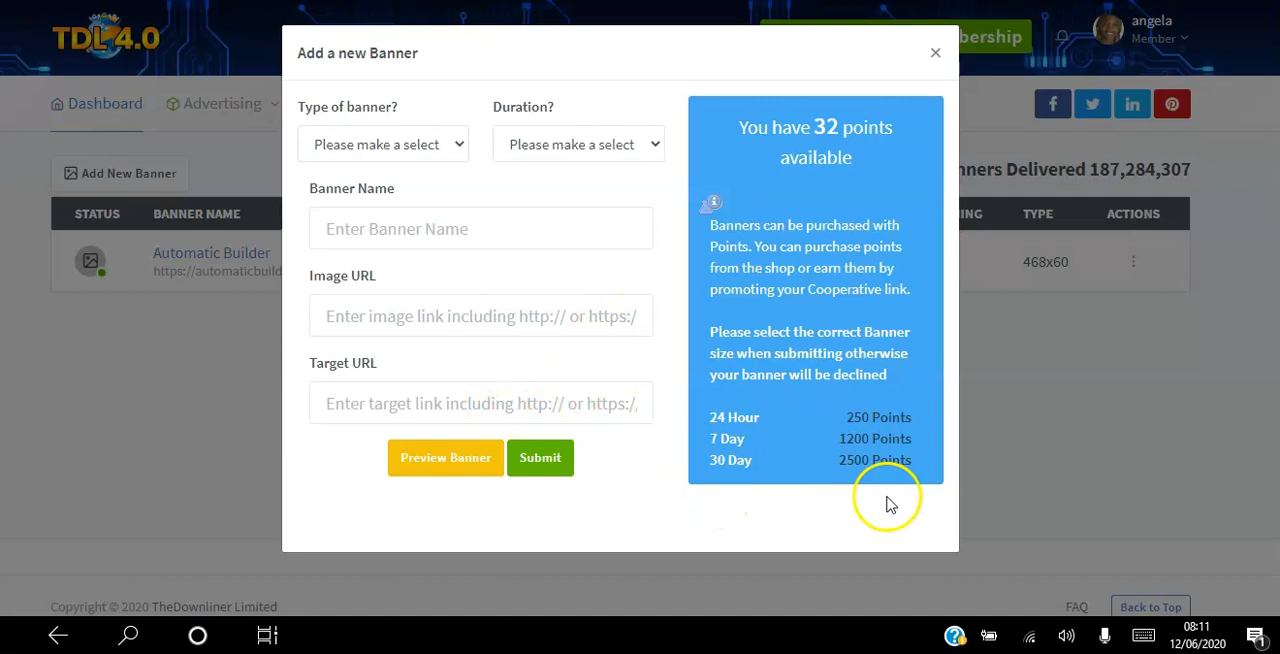 TDL 4.0
bership
angela
Member
Dashboard
Advertising
Add New Banner
nners Delivered 187,284,307
STATUS
BANNER NAME
NG
TYPE
ACTIONS
Automatic Builder
https://automaticbuild
468x60
Add a new Banner
×
Type of banner?
Duration?
Please make a select
Please make a select
Banner Name
Enter Banner Name
Image URL
Enter image link including http:// or https:/
Target URL
Enter target link including http:// or https:/
Preview Banner
Submit
You have 32 points
available
Banners can be purchased with
Points. You can purchase points
from the shop or earn them by
promoting your Cooperative link.
Please select the correct Banner
size when submitting otherwise
your banner will be declined
24 Hour 250 Points
7 Day 1200 Points
30 Day 2500 Points
Copyright © 2020 TheDownliner Limited
FAQ
Back to Top
08:11
12/06/2020
1